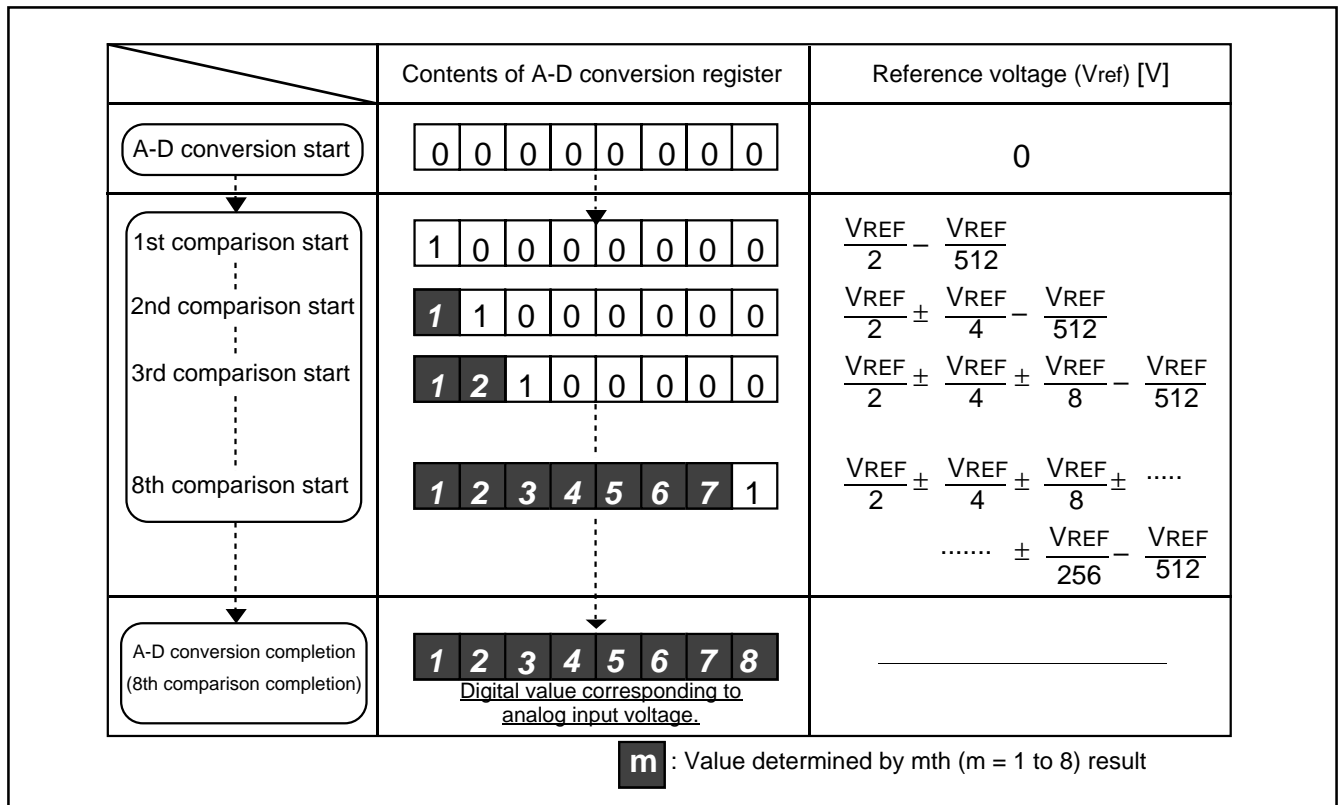 Contents of A-D conversion register Reference voltage (Vref) [V]
A-D conversion start 0 0 0 0 0 0 0 0 0
1st comparison start 1 0 0 0 0 0 0 0 VREF/2 – VREF/512
2nd comparison start 1 1 0 0 0 0 0 0 VREF/2 ± VREF/4 – VREF/512
3rd comparison start 1 2 1 0 0 0 0 0 VREF/2 ± VREF/4 ± VREF/8 – VREF/512
8th comparison start 1 2 3 4 5 6 7 1 VREF/2 ± VREF/4 ± VREF/8 ± .....
....... ± VREF/256 – VREF/512
A-D conversion completion
(8th comparison completion)
1 2 3 4 5 6 7 8
Digital value corresponding to
analog input voltage.
m : Value determined by mth (m = 1 to 8) result